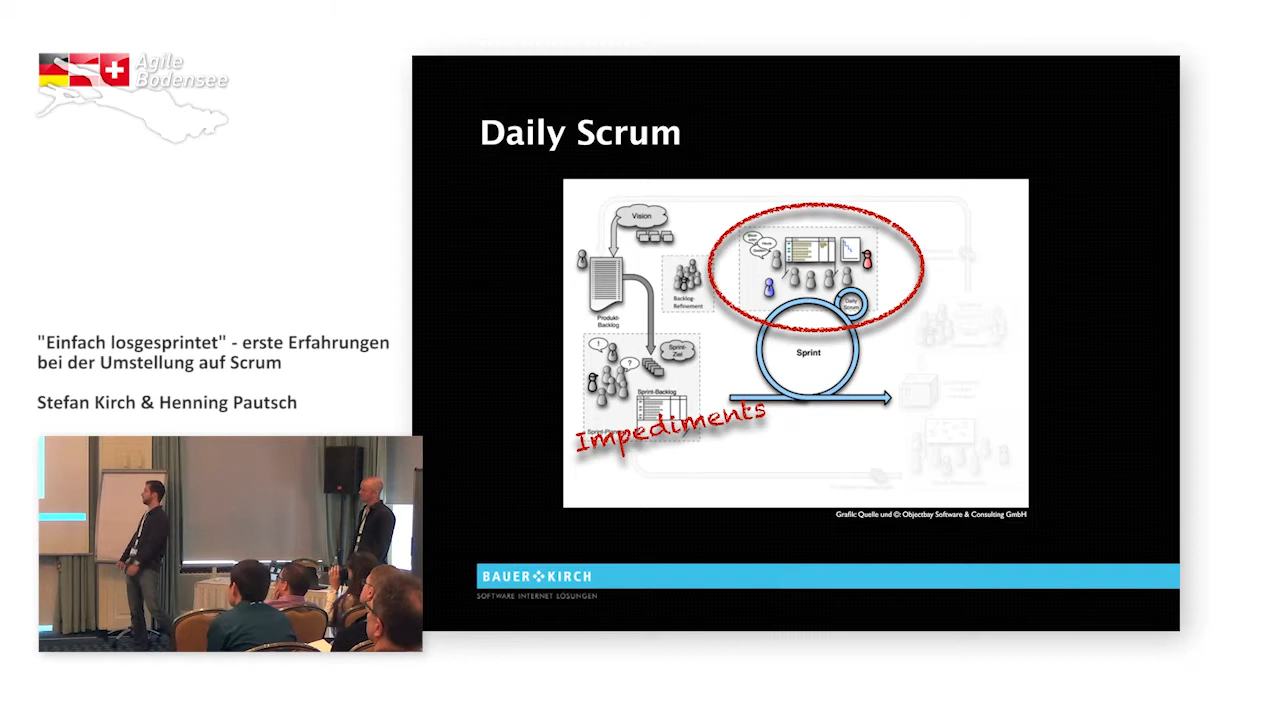 Agile
Bodensee
"Einfach losgesprintet" - erste Erfahrungen
bei der Umstellung auf Scrum
Stefan Kirch & Henning Pautsch
Daily Scrum
Vision
Produkt-
Backlog
Backlog-
Refinement
Daily
Scrum
Sprint
!
?
Sprint-
Ziel
Sprint-Backlog
Impediments
Grafik: Quelle und ©: Objectbay Software & Consulting GmbH
BAUER KIRCH
SOFTWARE INTERNET LÖSUNGEN